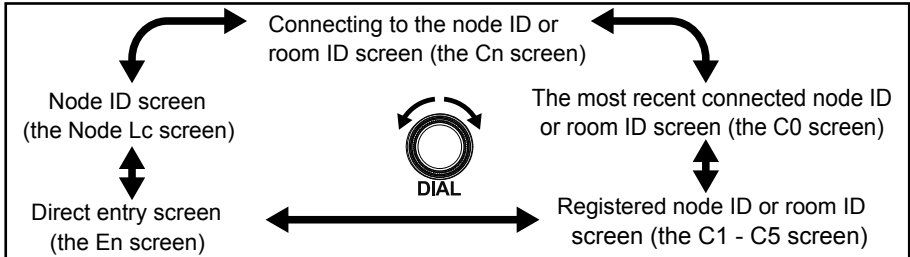 Connecting to the node ID or
room ID screen (the Cn screen)
Node ID screen
(the Node Lc screen)
The most recent connected node ID
or room ID screen (the C0 screen)
DIAL
Direct entry screen
(the En screen)
Registered node ID or room ID
screen (the C1 - C5 screen)